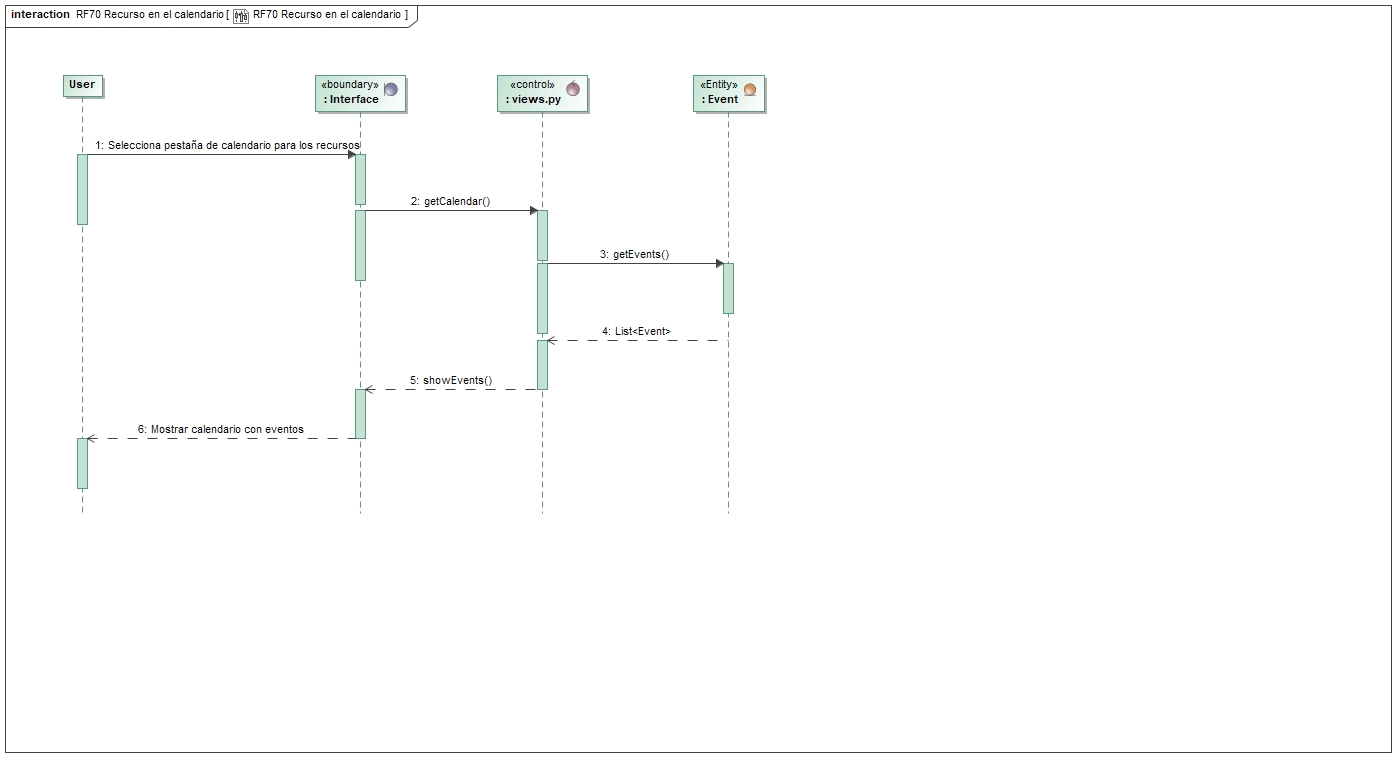 interaction RF70 Recurso en el calendario [ RF70 Recurso en el calendario ]
User
«boundary»
: Interface
«control»
: views.py
«Entity»
: Event
1: Selecciona pestaña de calendario para los recursos
2: getCalendar()
3: getEvents()
4: List<Event>
5: showEvents()
6: Mostrar calendario con eventos